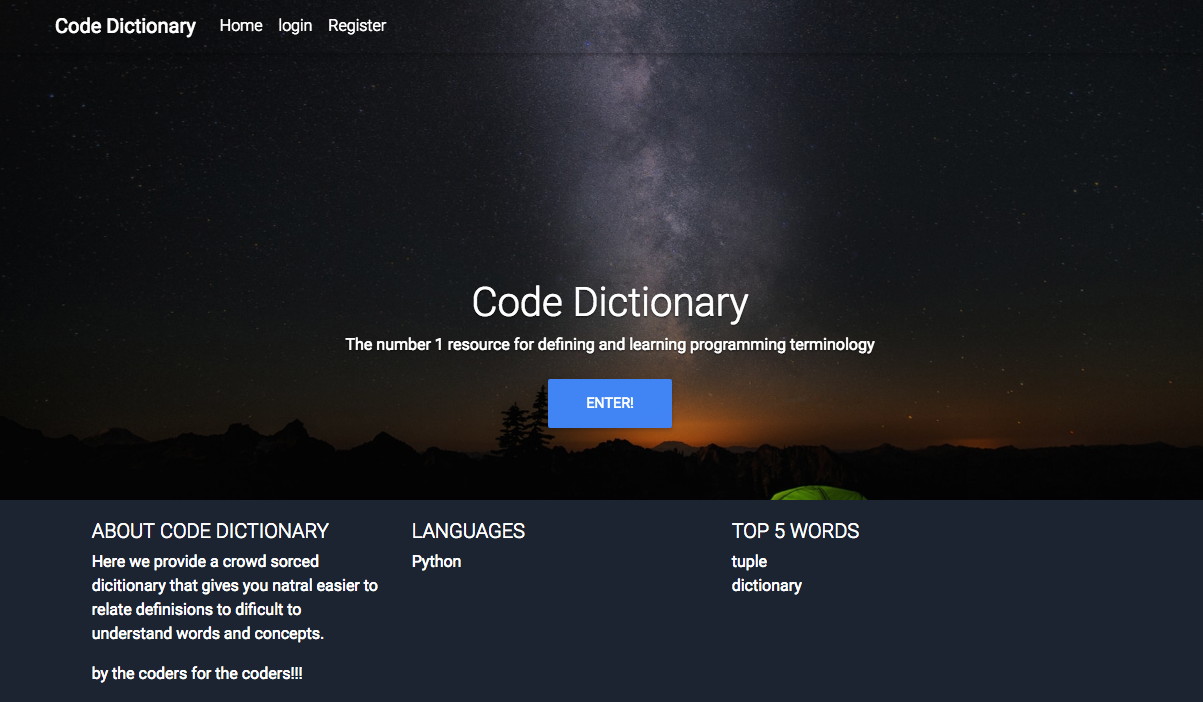 Code Dictionary Home login Register
Code Dictionary
The number 1 resource for defining and learning programming terminology
ENTER!
ABOUT CODE DICTIONARY
Here we provide a crowd sorced
dicitionary that gives you natral easier to
relate definisions to dificult to
understand words and concepts.
by the coders for the coders!!!
LANGUAGES
Python
TOP 5 WORDS
tuple
dictionary